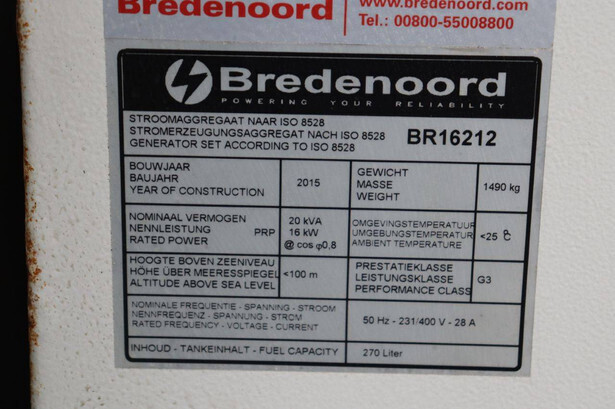 Bredenoord
www.bredenoord.com
Tel.: 00800-55008800
Bredenoord
POWERING YOUR RELIABILITY
STROOMAGGREGAAT NAAR ISO 8528
STROMERZEUGUNGSAGGREGAT NACH ISO 8528
GENERATOR SET ACCORDING TO ISO 8528
BR16212
BOUWJAAR
BAUJAHR
YEAR OF CONSTRUCTION
2015
GEWICHT
MASSE
WEIGHT
1490 kg
NOMINAAL VERMOGEN
NENNLEISTUNG
RATED POWER
PRP
20 kVA
16 kW
@ cos φ0,8
OMGEVINGSTEMPERATUUR
UMGEBUNGSTEMPERATUR
AMBIENT TEMPERATURE
<25 °C
HOOGTE BOVEN ZEENIVEAU
HÖHE ÜBER MEERESSPIEGEL
ALTITUDE ABOVE SEA LEVEL
<100 m
PRESTATIEKLASSE
LEISTUNGSKLASSE
PERFORMANCE CLASS
G3
NOMINALE FREQUENTIE - SPANNING - STROOM
NENNFREQUENZ - SPANNUNG - STROM
RATED FREQUENCY - VOLTAGE - CURRENT
50 Hz - 231/400 V - 28 A
INHOUD - TANKEINHALT - FUEL CAPACITY
270 Liter